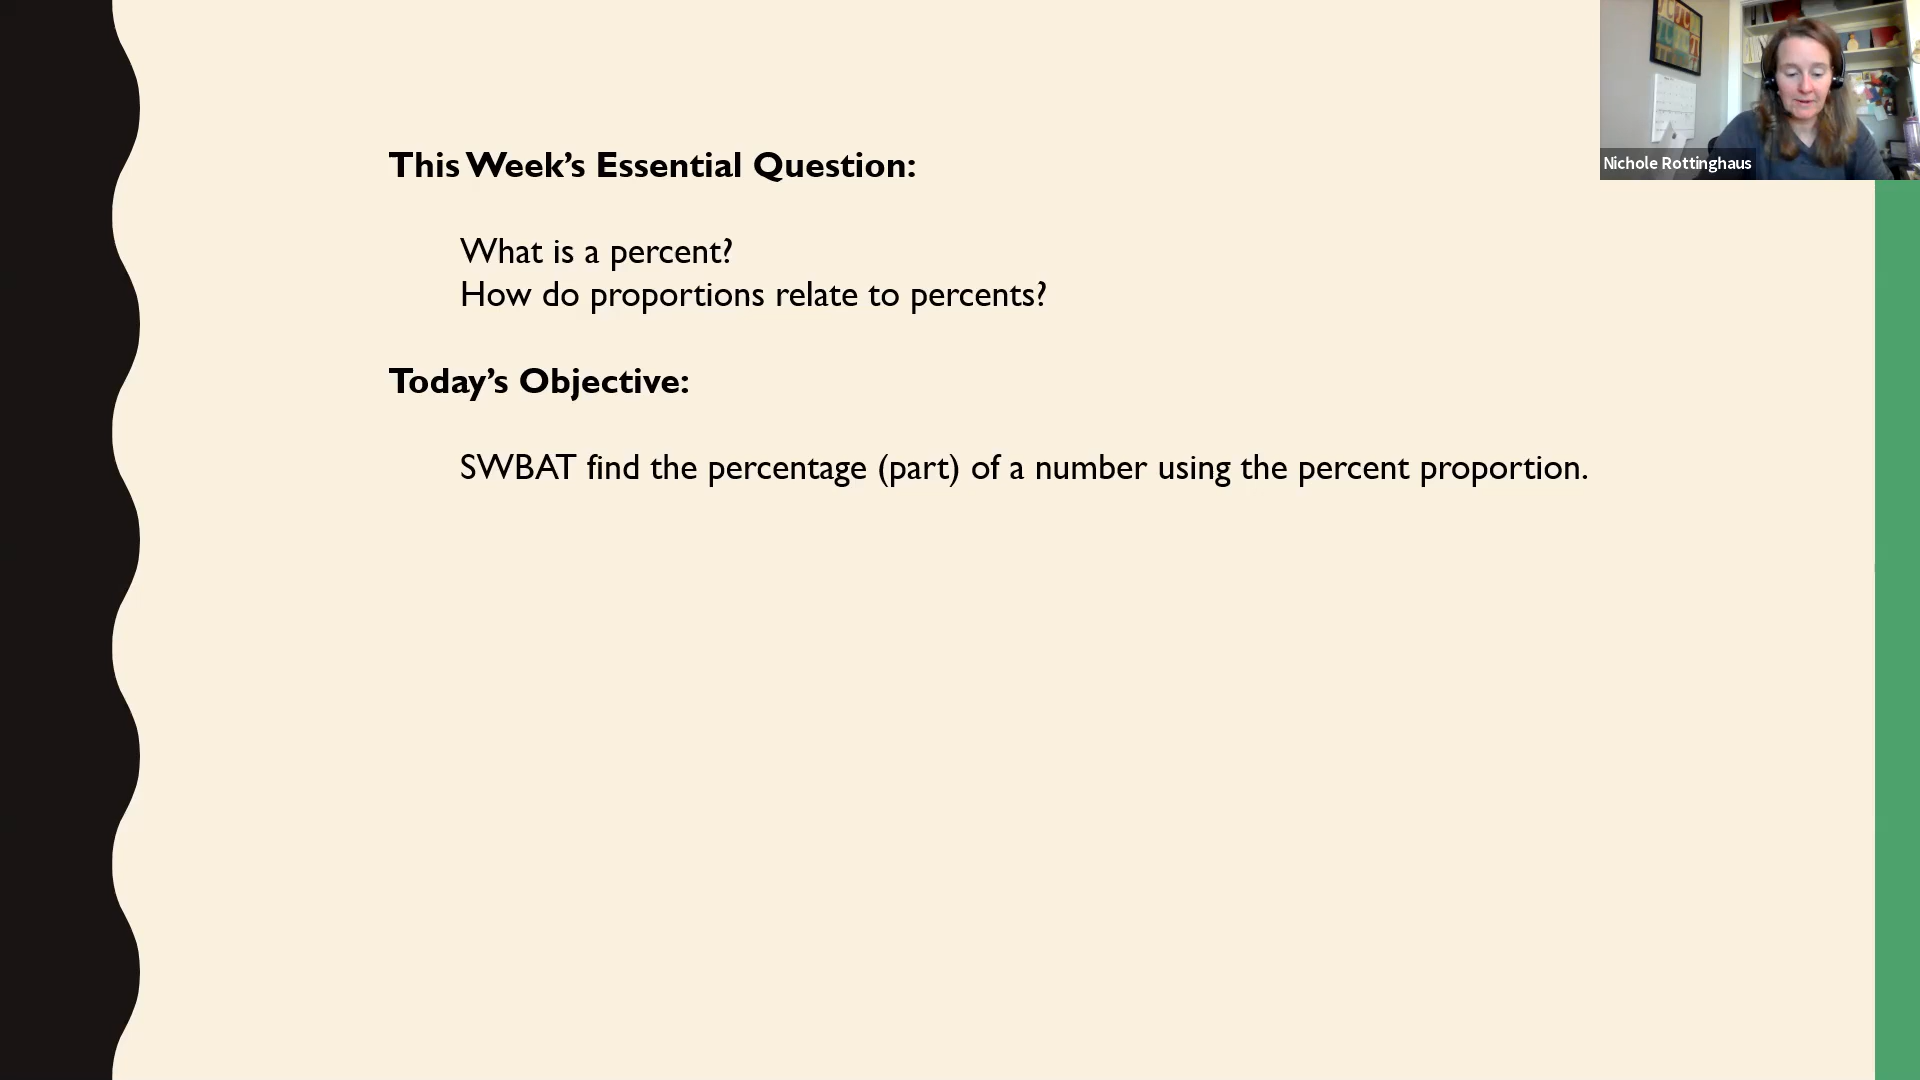 This Week’s Essential Question:
What is a percent?
How do proportions relate to percents?
Today’s Objective:
SWBAT find the percentage (part) of a number using the percent proportion.
Nichole Rottinghaus